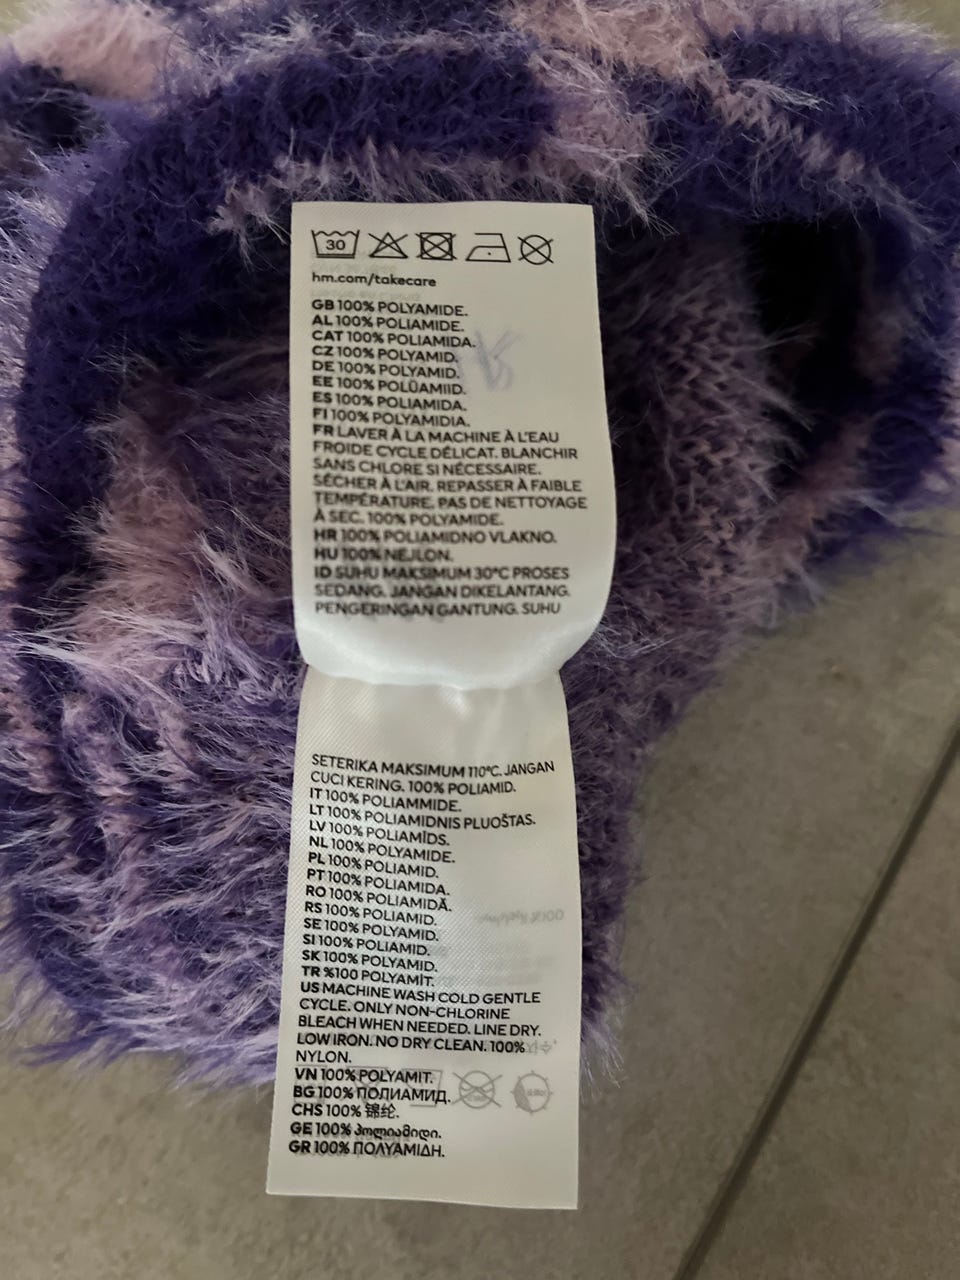 30
hm.com/takecare
GB 100% POLYAMIDE.
AL 100% POLIAMIDE.
CAT 100% POLIAMIDA.
CZ 100% POLYAMID.
DE 100% POLYAMID.
EE 100% POLÜAMIID.
ES 100% POLIAMIDA.
FI 100% POLYAMIDIA.
FR LAVER À LA MACHINE À L'EAU
FROIDE CYCLE DÉLICAT. BLANCHIR
SANS CHLORE SI NÉCESSAIRE.
SÉCHER À L'AIR. REPASSER À FAIBLE
TEMPÉRATURE. PAS DE NETTOYAGE
À SEC. 100% POLYAMIDE.
HR 100% POLIAMIDNO VLAKNO.
HU 100% NEJLON.
ID SUHU MAKSIMUM 30°C PROSES
SEDANG. JANGAN DIKELANTANG.
PENGERINGAN GANTUNG. SUHU
SETERIKA MAKSIMUM 110°C. JANGAN
CUCI KERING. 100% POLIAMID.
IT 100% POLIAMMIDE.
LT 100% POLIAMIDNIS PLUOŠTAS.
LV 100% POLIAMĪDS.
NL 100% POLYAMIDE.
PL 100% POLIAMID.
PT 100% POLIAMIDA.
RO 100% POLIAMIDĂ.
RS 100% POLIAMID.
SE 100% POLYAMID.
SI 100% POLIAMID.
SK 100% POLYAMID.
TR %100 POLYAMİT.
US MACHINE WASH COLD GENTLE
CYCLE. ONLY NON-CHLORINE
BLEACH WHEN NEEDED. LINE DRY.
LOW IRON. NO DRY CLEAN. 100%
NYLON.
VN 100% POLYAMIT.
BG 100% ПОЛИАМИД.
CHS 100% 锦纶.
GE 100% პოლიამიდი.
GR 100% ΠΟΛΥΑΜΙΔΗ.